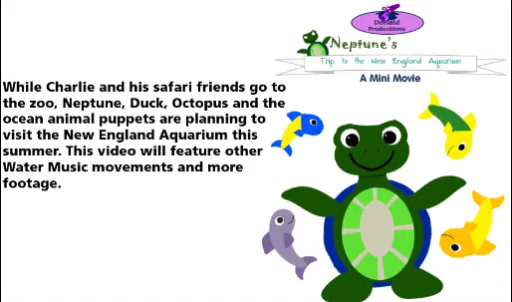 Donald
Productions
Neptune's
Trip to the New England Aquarium
A Mini Movie
While Charlie and his safari friends go to
the zoo, Neptune, Duck, Octopus and the
ocean animal puppets are planning to
visit the New England Aquarium this
summer. This video will feature other
Water Music movements and more
footage.